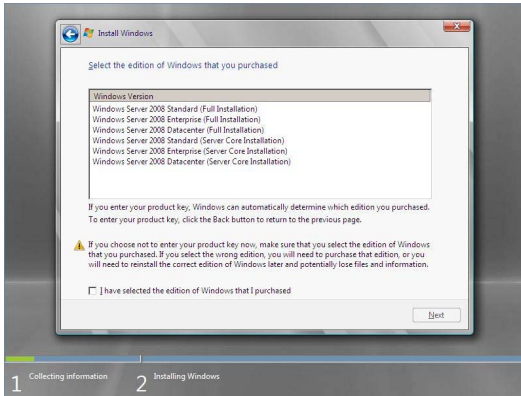 Install Windows
Select the edition of Windows that you purchased
Windows Version
Windows Server 2008 Standard (Full Installation)
Windows Server 2008 Enterprise (Full Installation)
Windows Server 2008 Datacenter (Full Installation)
Windows Server 2008 Standard (Server Core Installation)
Windows Server 2008 Enterprise (Server Core Installation)
Windows Server 2008 Datacenter (Server Core Installation)
If you enter your product key, Windows can automatically determine which edition you purchased.
To enter your product key, click the Back button to return to the previous page.
If you choose not to enter your product key now, make sure that you select the edition of Windows
that you purchased. If you select the wrong edition, you will need to purchase that edition, or you
will need to reinstall the correct edition of Windows later and potentially lose files and information.
I have selected the edition of Windows that I purchased
Next
1 Collecting information 2 Installing Windows